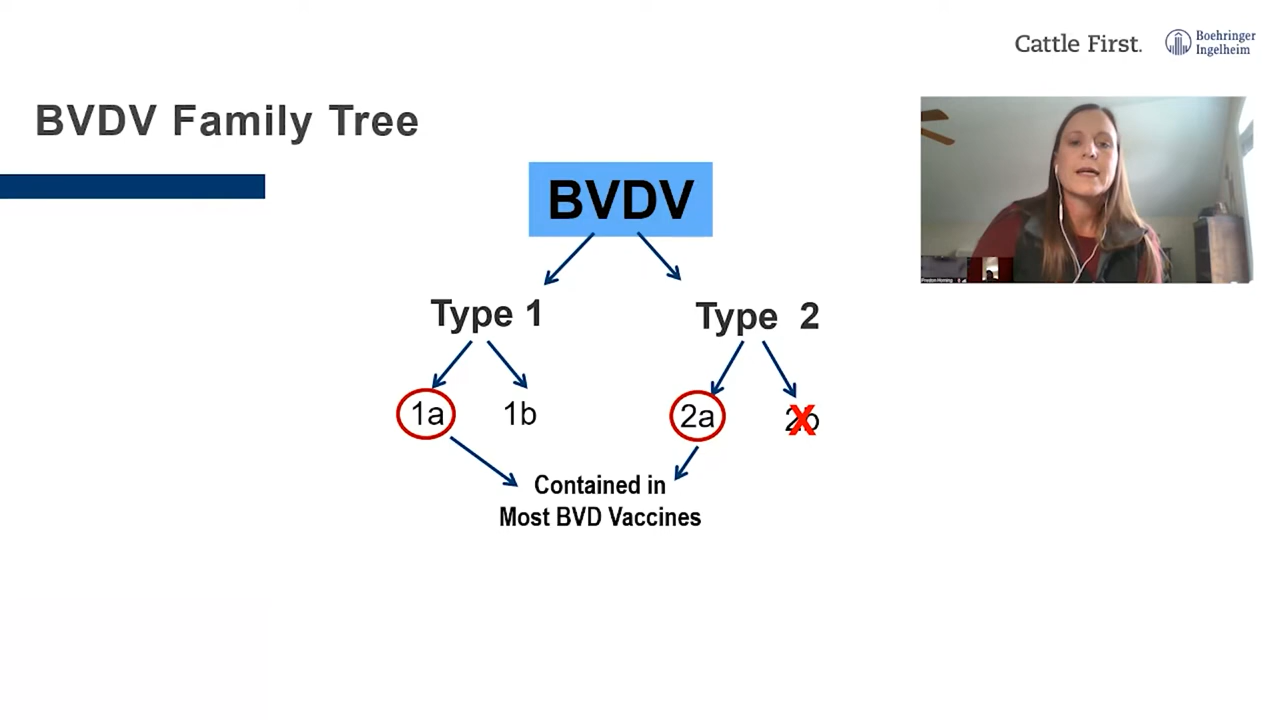 Cattle First.
Boehringer
Ingelheim
BVDV Family Tree
BVDV
Type 1
Type 2
1a
1b
2a
2b
Contained in
Most BVD Vaccines